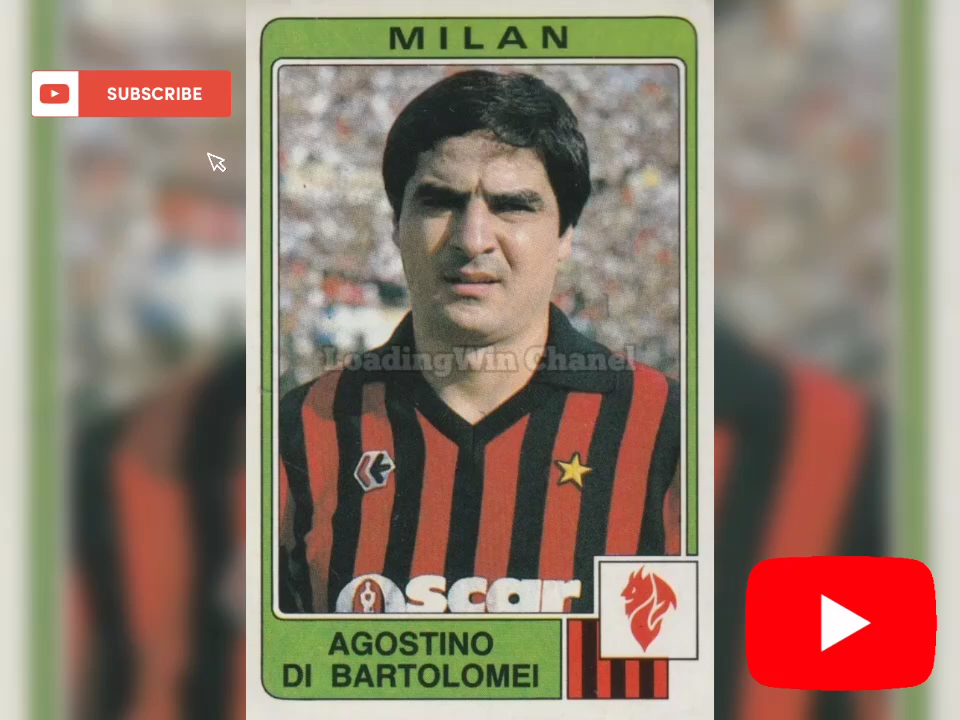 MILAN
SUBSCRIBE
LoadingWin Chanel
Oscar
AGOSTINO
DI BARTOLOMEI